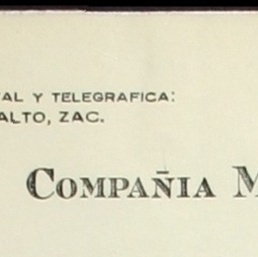 AL Y TELEGRAFICA:
ALTO, ZAC.
COMPAÑIA M